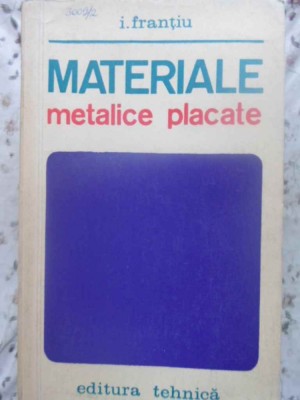 i. franțiu
MATERIALE
metalice placate
editura tehnică